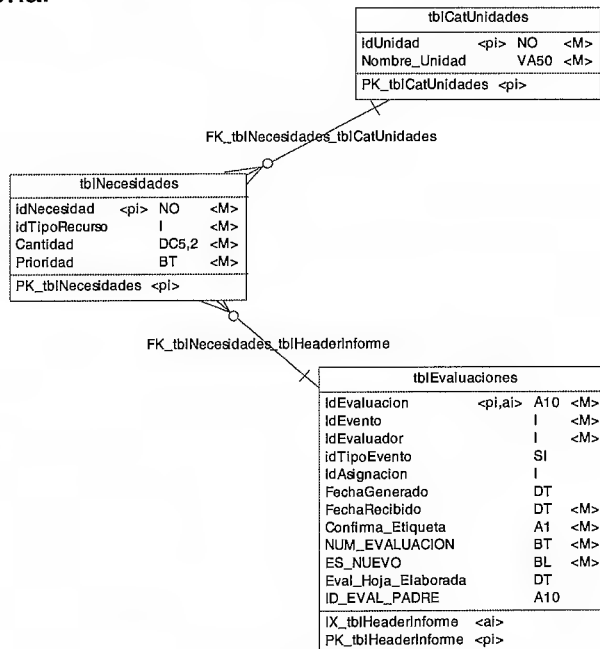 tblCatUnidades
idUnidad <pi> NO <M>
Nombre_Unidad VA50 <M>
PK_tblCatUnidades <pi>
FK_tblNecesidades_tblCatUnidades
tblNecesidades
idNecesidad <pi> NO <M>
idTipoRecurso I <M>
Cantidad DC5,2 <M>
Prioridad BT <M>
PK_tblNecesidades <pi>
FK_tblNecesidades_tblHeaderInforme
tblEvaluaciones
IdEvaluacion <pi,ai> A10 <M>
IdEvento I <M>
IdEvaluador I <M>
idTipoEvento SI
IdAsignacion I
FechaGenerado DT
FechaRecibido DT <M>
Confirma_Etiqueta A1 <M>
NUM_EVALUACION BT <M>
ES_NUEVO BL <M>
Eval_Hoja_Elaborada DT
ID_EVAL_PADRE A10
IX_tblHeaderInforme <ai>
PK_tblHeaderInforme <pi>